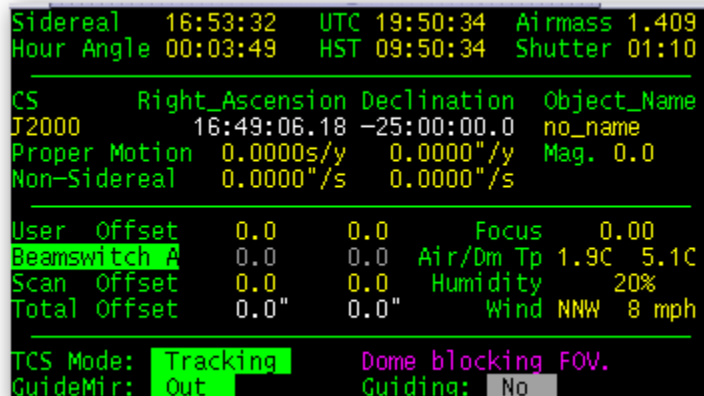 Sidereal 16:53:32 UTC 19:50:34 Airmass 1.409
Hour Angle 00:03:49 HST 09:50:34 Shutter 01:10
CS Right_Ascension Declination Object_Name
J2000 16:49:06.18 -25:00:00.0 no_name
Proper Motion 0.0000s/y 0.0000"/y Mag. 0.0
Non-Sidereal 0.0000"/s 0.0000"/s
User Offset 0.0 0.0 Focus 0.00
Beamswitch A 0.0 0.0 Air/Dm Tp 1.9C 5.1C
Scan Offset 0.0 0.0 Humidity 20%
Total Offset 0.0" 0.0" Wind NNW 8 mph
TCS Mode: Tracking Dome blocking FOV.
GuideMir: Out Guiding: No